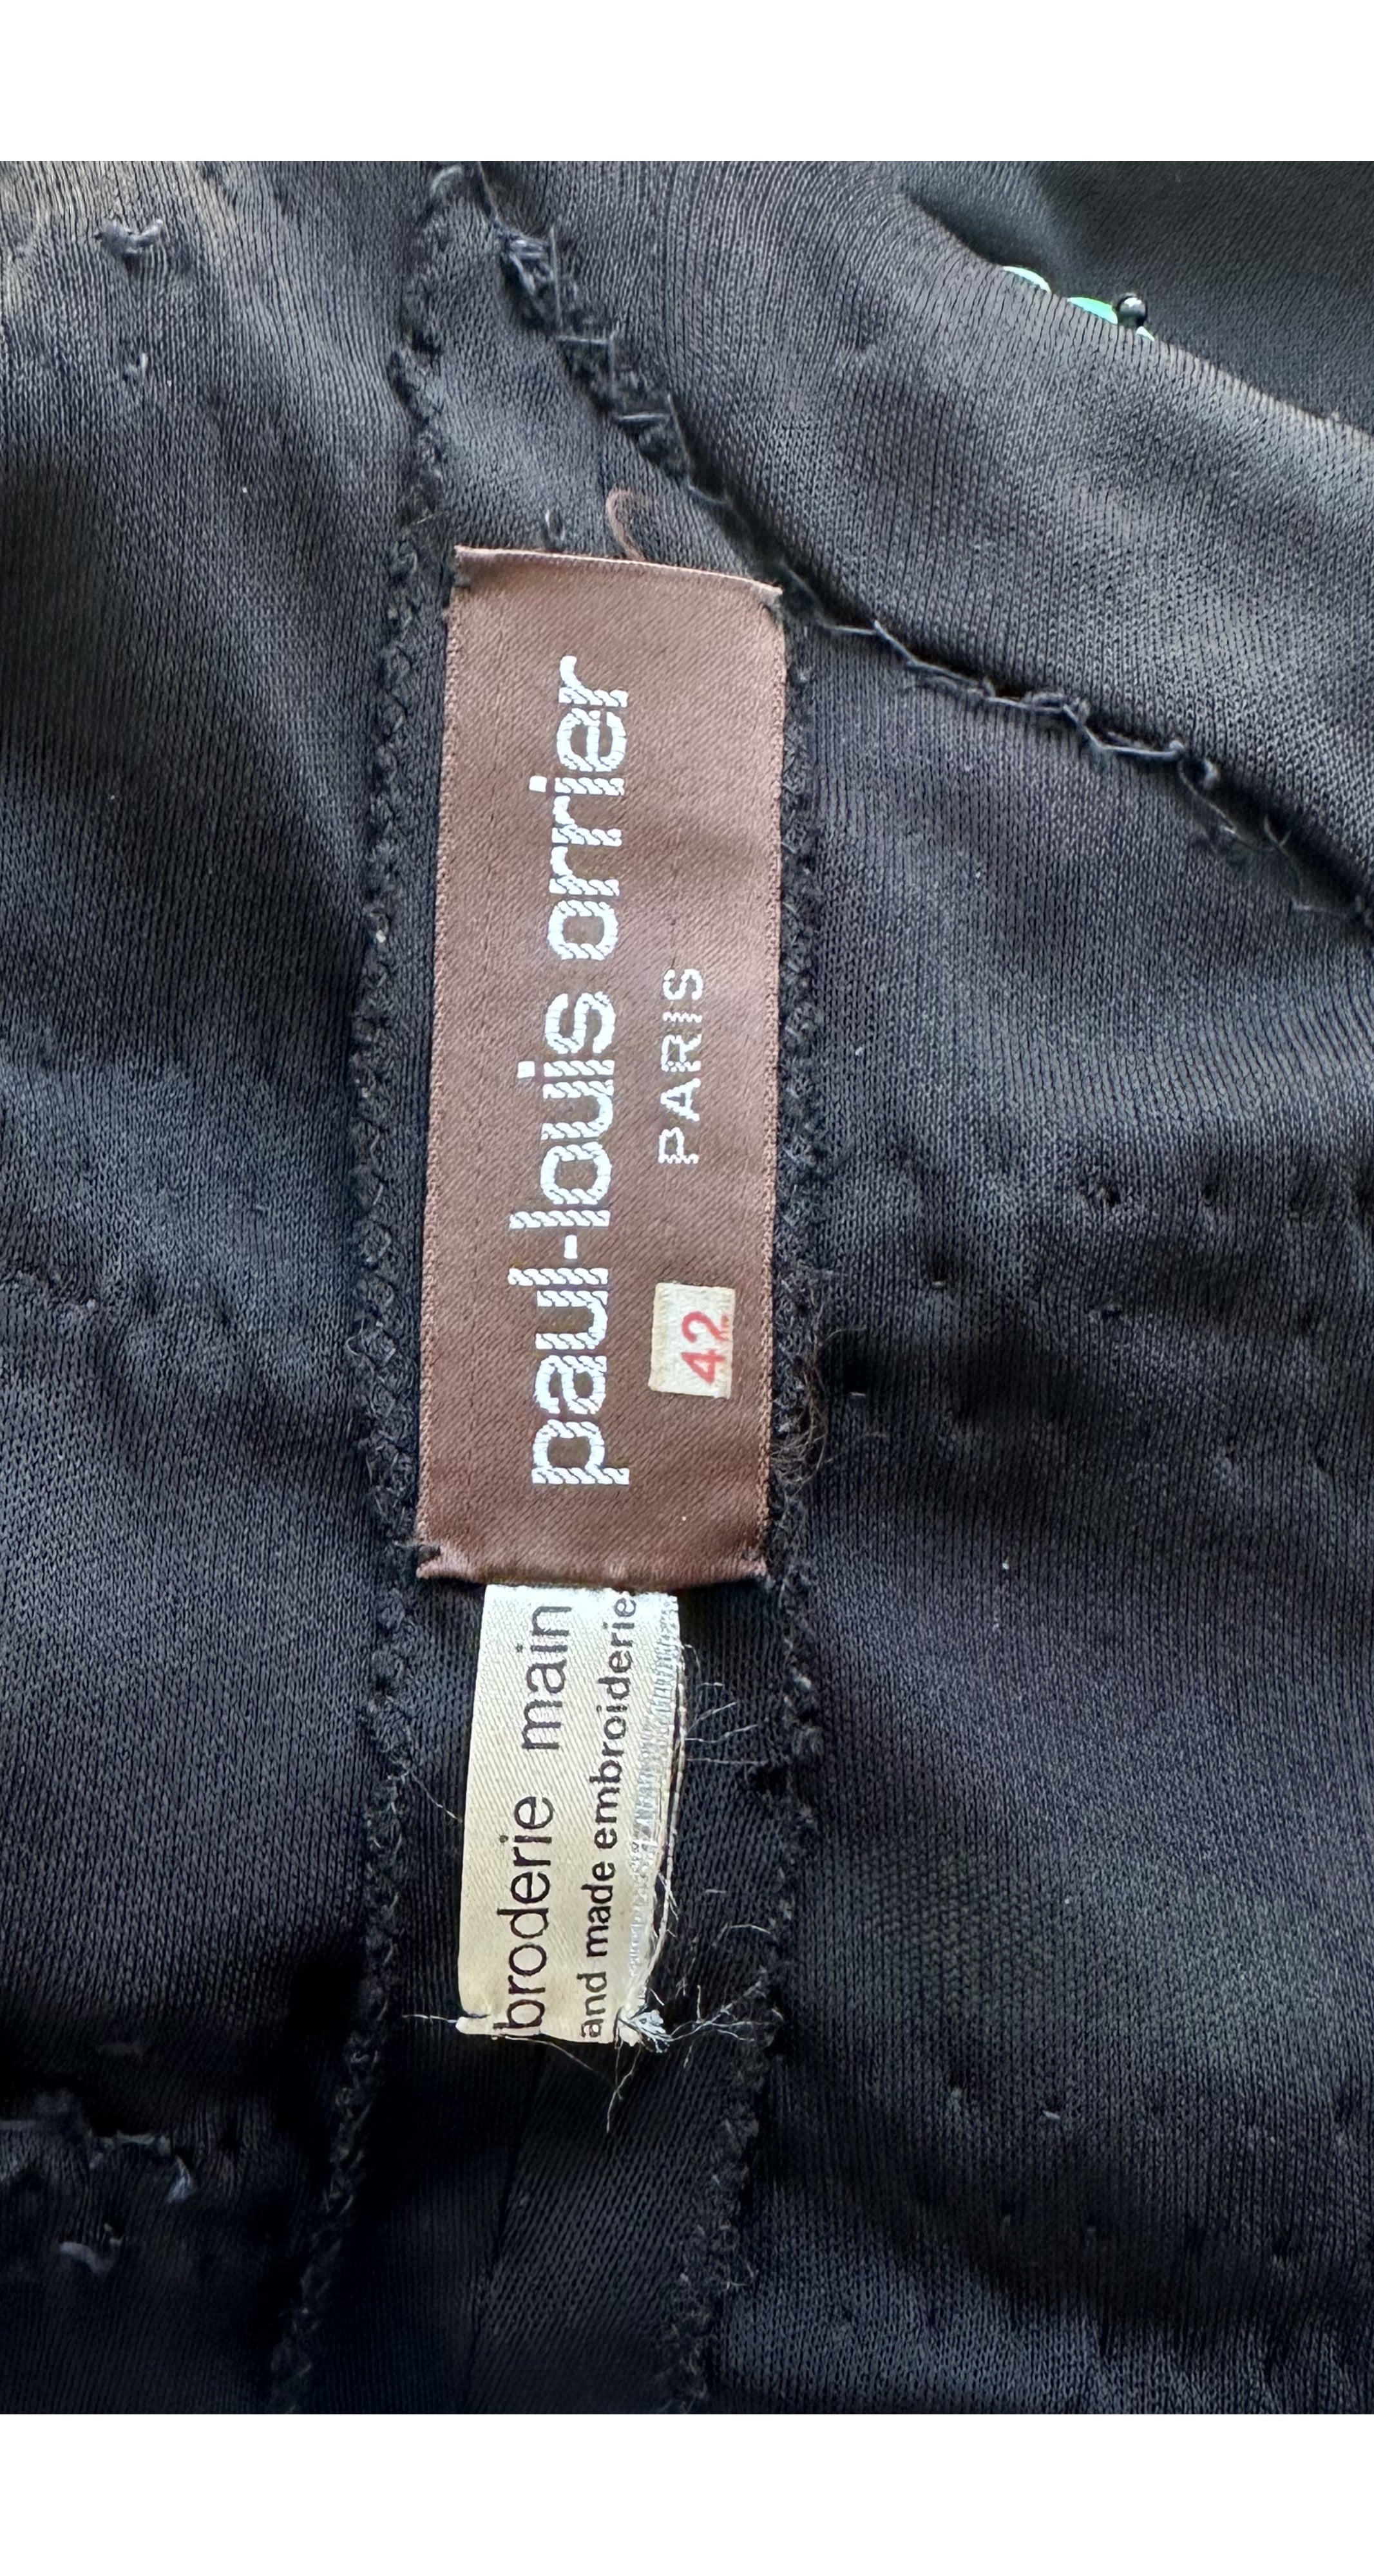 paul-louis orrier
PARIS
42
broderie main
and made embroiderie